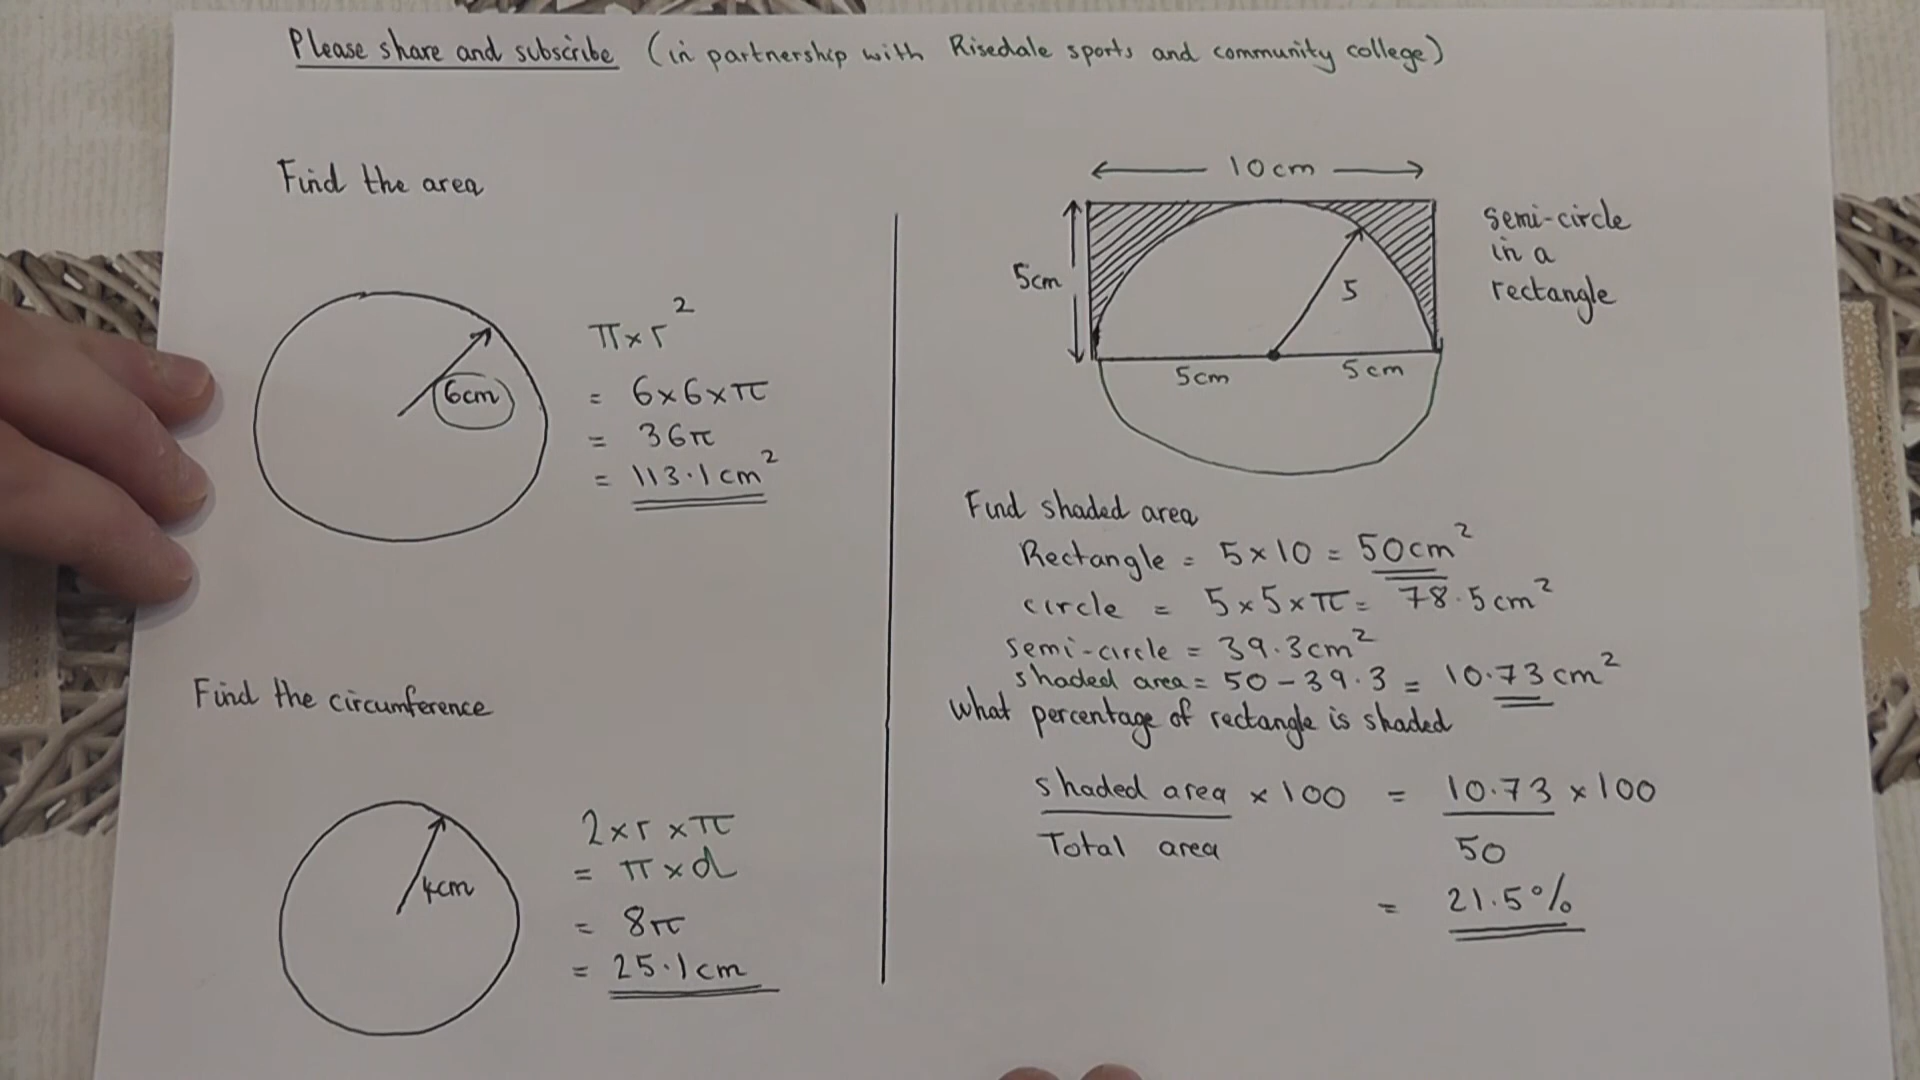 Please share and subscribe (in partnership with Risedale sports and community college)
Find the area
6cm
π×r²
= 6×6×π
= 36π
= 113.1cm²
Find the circumference
4cm
2×r×π
= π×d
= 8π
= 25.1cm
10cm
5cm
5
5cm
5cm
semi-circle
in a
rectangle
Find shaded area
Rectangle = 5×10 = 50cm²
circle = 5×5×π = 78.5cm²
semi-circle = 39.3cm²
shaded area = 50 - 39.3 = 10.73cm²
What percentage of rectangle is shaded
shaded area × 100 = 10.73 × 100
Total area 50
= 21.5%